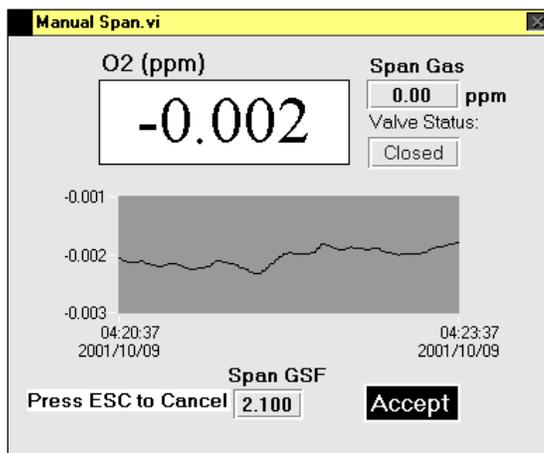 Manual Span.vi
O2 (ppm)
-0.002
Span Gas
0.00 ppm
Valve Status:
Closed
-0.001
-0.002
-0.003
04:20:37
2001/10/09
04:23:37
2001/10/09
Span GSF
Press ESC to Cancel
2.100
Accept